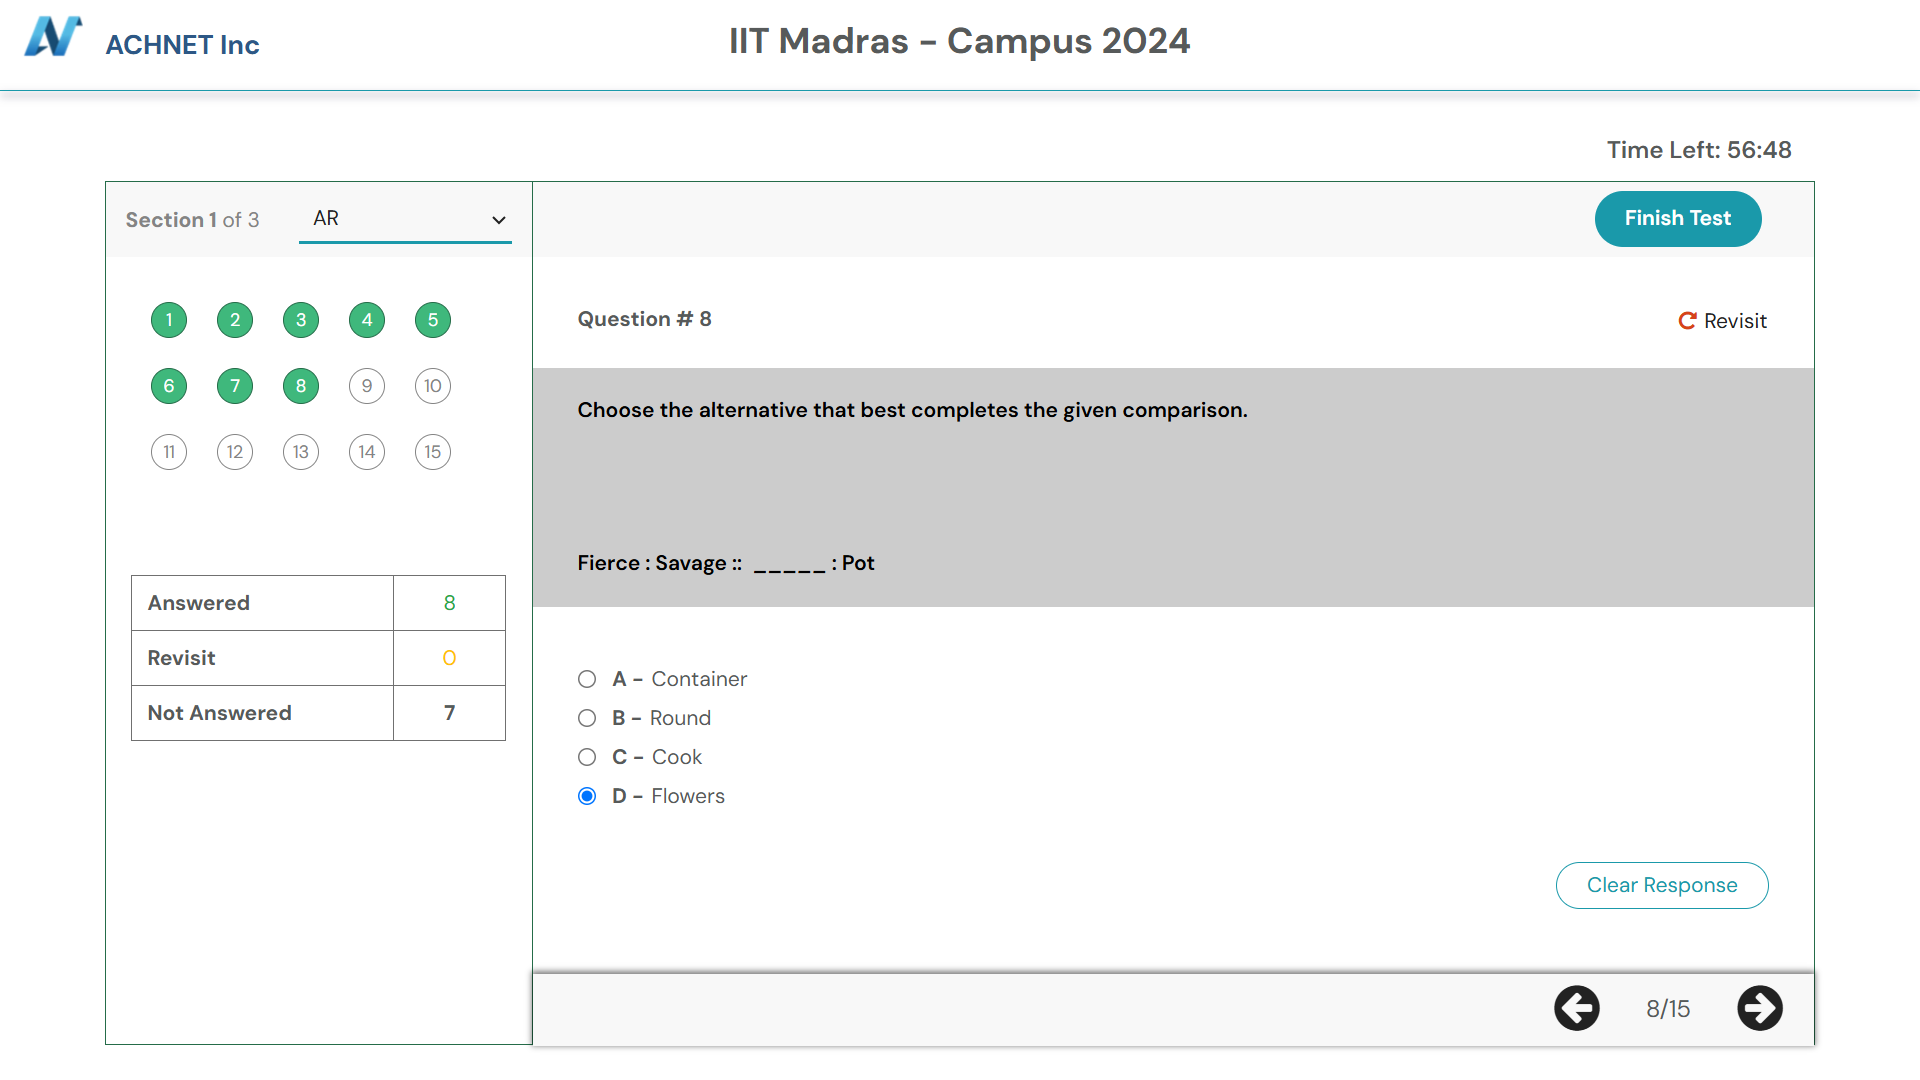 ACHNET Inc
IIT Madras - Campus 2024
Time Left: 56:48
Section 1 of 3
AR
Finish Test
1 2 3 4 5
6 7 8 9 10
11 12 13 14 15
Answered 8
Revisit 0
Not Answered 7
Question # 8
Revisit
Choose the alternative that best completes the given comparison.
Fierce : Savage :: _____ : Pot
A - Container
B - Round
C - Cook
D - Flowers
Clear Response
8/15